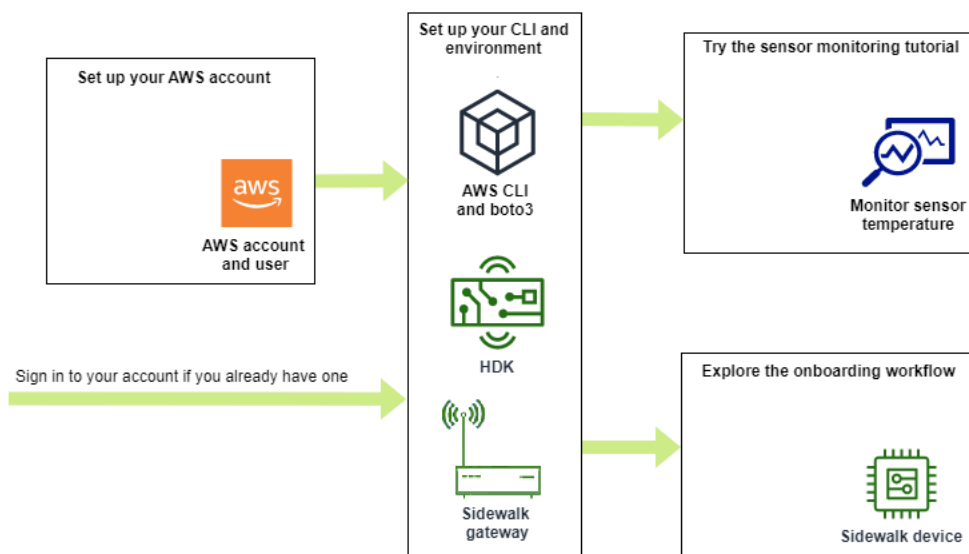 Set up your AWS account
aws
AWS account
and user
Sign in to your account if you already have one
Set up your CLI and
environment
AWS CLI
and boto3
HDK
Sidewalk
gateway
Try the sensor monitoring tutorial
Monitor sensor
temperature
Explore the onboarding workflow
Sidewalk device